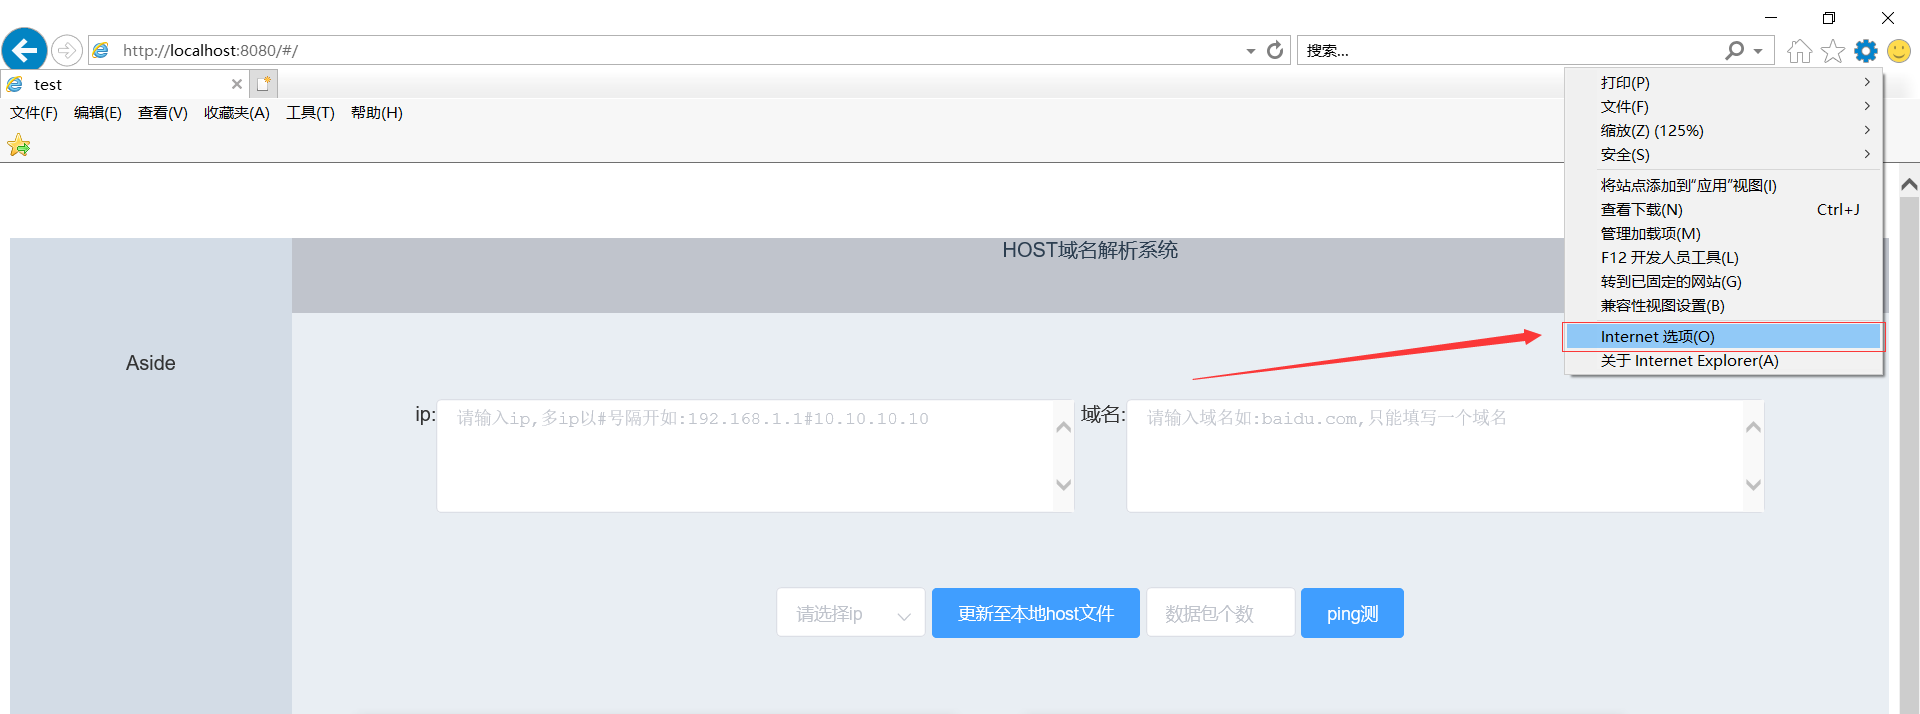 http://localhost:8080/#/
搜索...
test
文件(F) 编辑(E) 查看(V) 收藏夹(A) 工具(T) 帮助(H)
打印(P)
文件(F)
缩放(Z) (125%)
安全(S)
将站点添加到“应用”视图(I)
查看下载(N) Ctrl+J
管理加载项(M)
F12 开发人员工具(L)
转到已固定的网站(G)
兼容性视图设置(B)
Internet 选项(O)
关于 Internet Explorer(A)
HOST域名解析系统
Aside
ip: 请输入ip,多ip以#号隔开如:192.168.1.1#10.10.10.10 域名: 请输入域名如:baidu.com,只能填写一个域名
请选择ip 更新至本地host文件 数据包个数 ping测